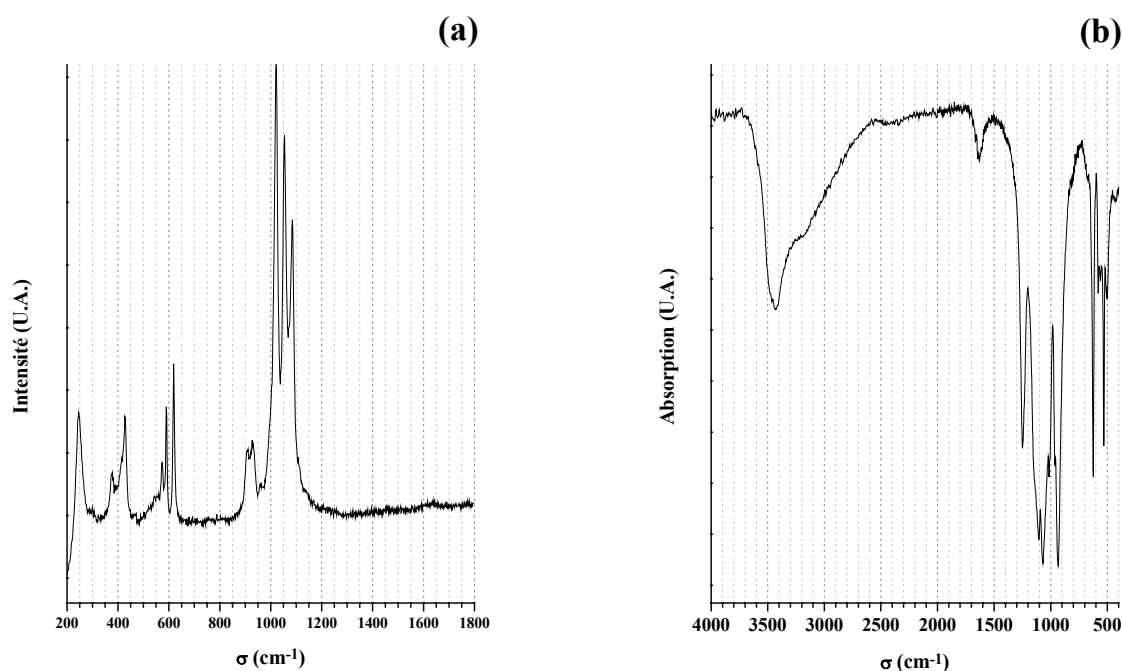 (a)
Intensité (U.A.)
200 400 600 800 1000 1200 1400 1600 1800
σ (cm-1)
(b)
Absorption (U.A.)
4000 3500 3000 2500 2000 1500 1000 500
σ (cm-1)